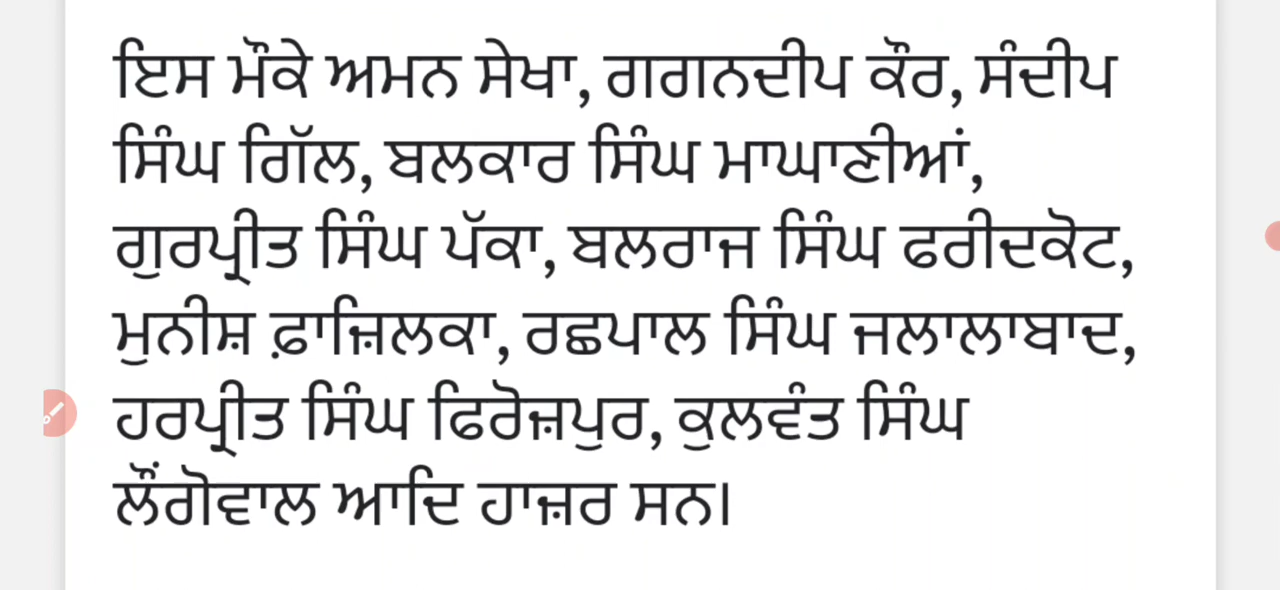 ਇਸ ਮੌਕੇ ਅਮਨ ਸੇਖਾ, ਗਗਨਦੀਪ ਕੌਰ, ਸੰਦੀਪ
ਸਿੰਘ ਗਿੱਲ, ਬਲਕਾਰ ਸਿੰਘ ਮਾਘਾਣੀਆਂ,
ਗੁਰਪ੍ਰੀਤ ਸਿੰਘ ਪੱਕਾ, ਬਲਰਾਜ ਸਿੰਘ ਫਰੀਦਕੋਟ,
ਮੁਨੀਸ਼ ਫ਼ਾਜ਼ਿਲਕਾ, ਰਛਪਾਲ ਸਿੰਘ ਜਲਾਲਾਬਾਦ,
ਹਰਪ੍ਰੀਤ ਸਿੰਘ ਫਿਰੋਜ਼ਪੁਰ, ਕੁਲਵੰਤ ਸਿੰਘ
ਲੌਂਗੋਵਾਲ ਆਦਿ ਹਾਜ਼ਰ ਸਨ।